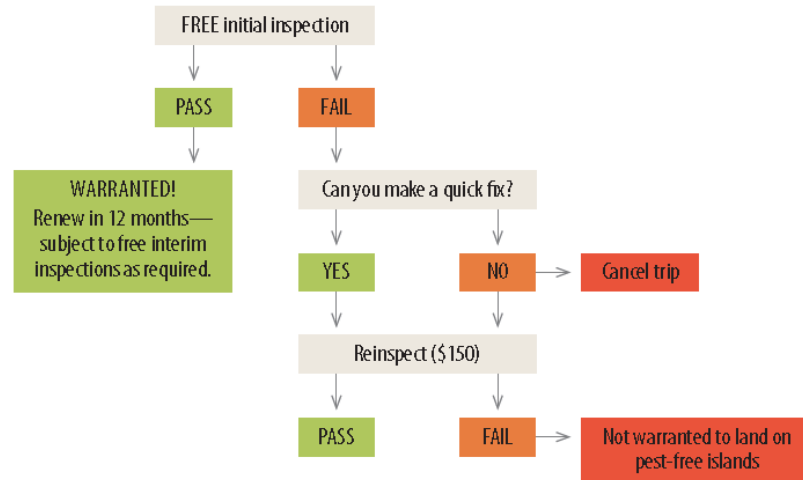 FREE initial inspection
PASS
FAIL
WARRANTED!
Renew in 12 months—
subject to free interim
inspections as required.
Can you make a quick fix?
YES
NO
Cancel trip
Reinspect ($150)
PASS
FAIL
Not warranted to land on
pest-free islands